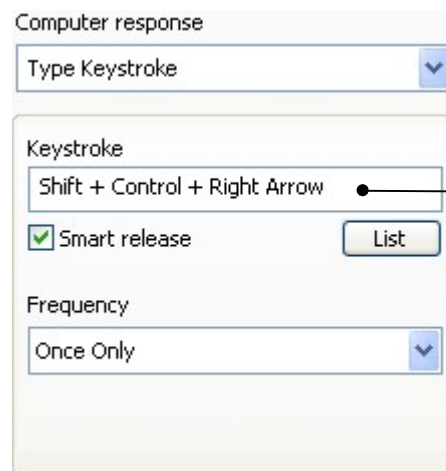 Computer response
Type Keystroke
Keystroke
Shift + Control + Right Arrow
Smart release
List
Frequency
Once Only